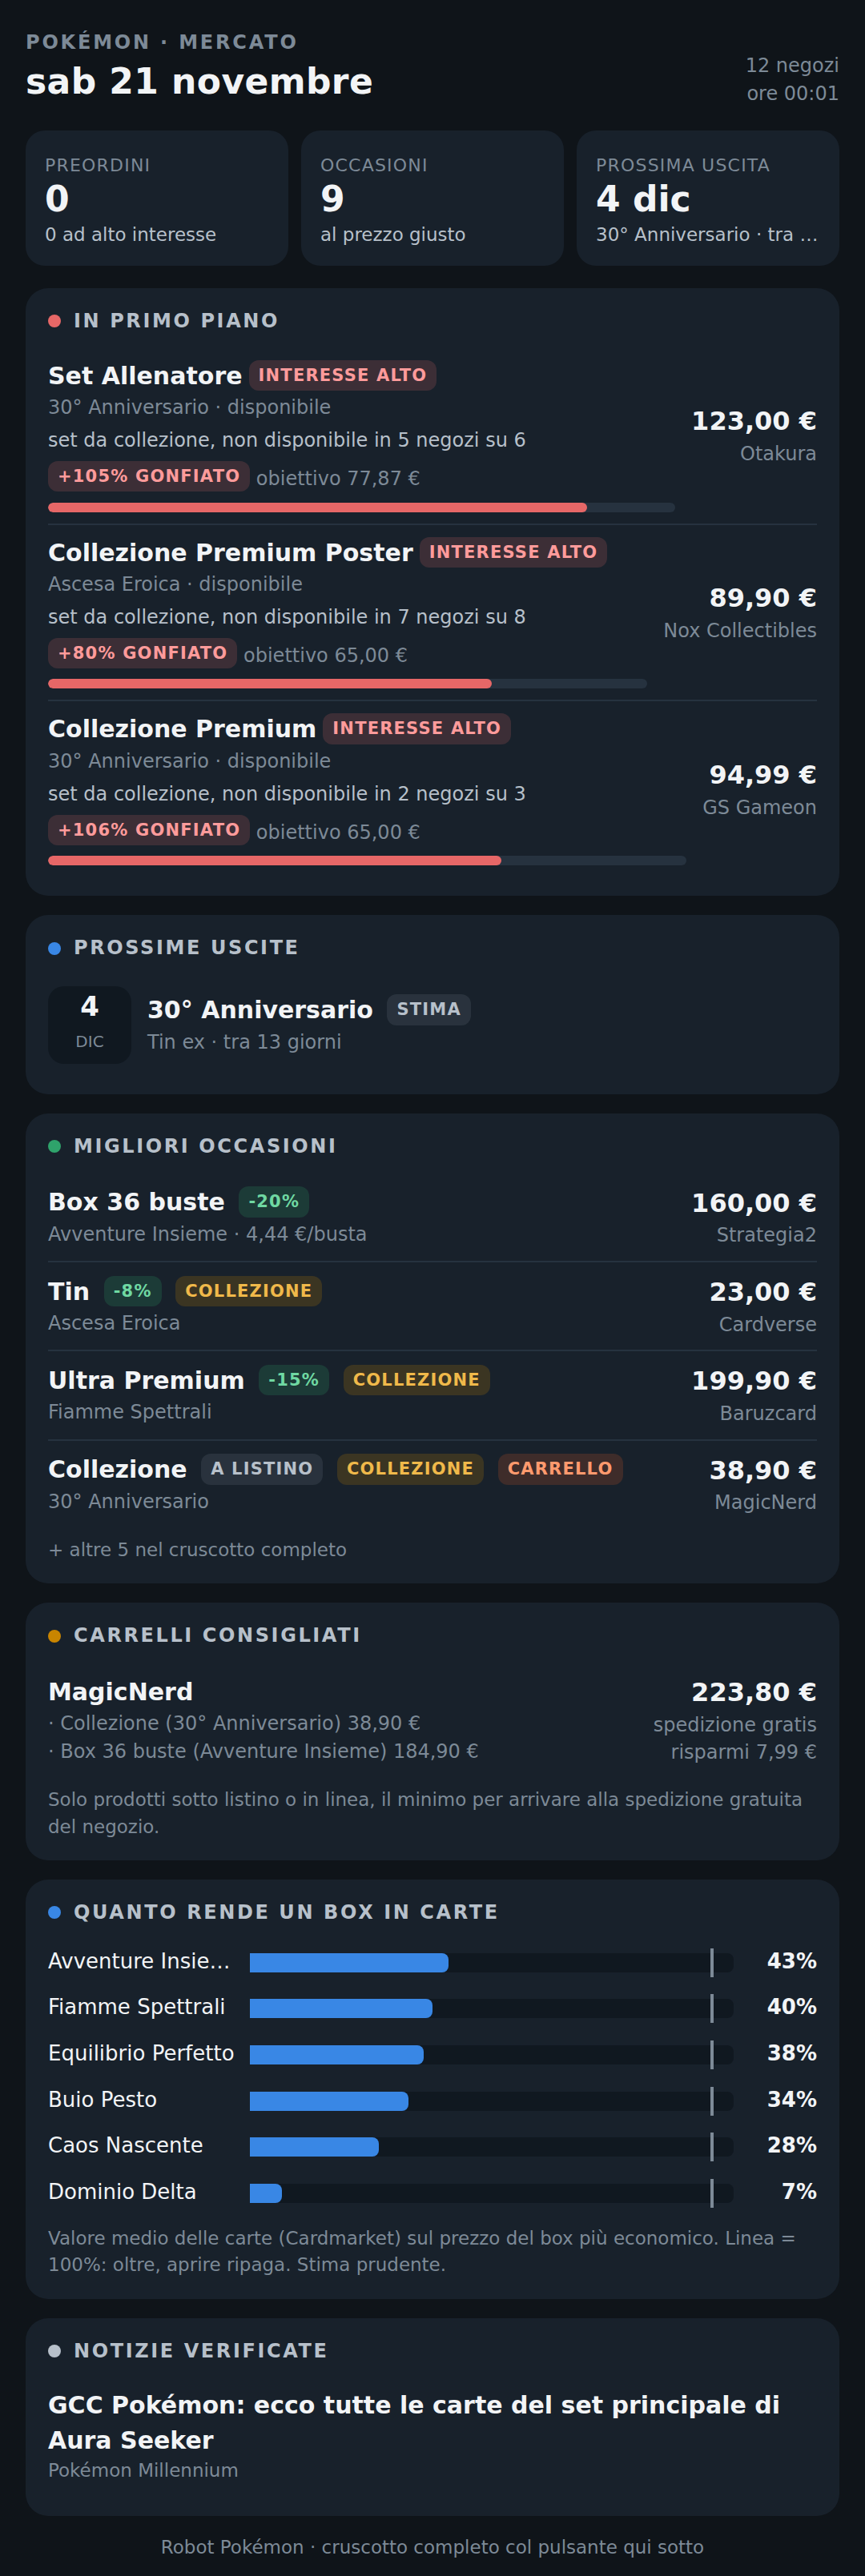 POKÉMON · MERCATO
sab 21 novembre
12 negozi
ore 00:01
PREORDINI
0
0 ad alto interesse
OCCASIONI
9
al prezzo giusto
PROSSIMA USCITA
4 dic
30° Anniversario · tra …
IN PRIMO PIANO
Set Allenatore INTERESSE ALTO
30° Anniversario · disponibile
set da collezione, non disponibile in 5 negozi su 6
+105% GONFIATO obiettivo 77,87 €
123,00 €
Otakura
Collezione Premium Poster INTERESSE ALTO
Ascesa Eroica · disponibile
set da collezione, non disponibile in 7 negozi su 8
+80% GONFIATO obiettivo 65,00 €
89,90 €
Nox Collectibles
Collezione Premium INTERESSE ALTO
30° Anniversario · disponibile
set da collezione, non disponibile in 2 negozi su 3
+106% GONFIATO obiettivo 65,00 €
94,99 €
GS Gameon
PROSSIME USCITE
4
DIC
30° Anniversario STIMA
Tin ex · tra 13 giorni
MIGLIORI OCCASIONI
Box 36 buste -20%
Avventure Insieme · 4,44 €/busta
160,00 €
Strategia2
Tin -8% COLLEZIONE
Ascesa Eroica
23,00 €
Cardverse
Ultra Premium -15% COLLEZIONE
Fiamme Spettrali
199,90 €
Baruzcard
Collezione A LISTINO COLLEZIONE CARRELLO
30° Anniversario
38,90 €
MagicNerd
+ altre 5 nel cruscotto completo
CARRELLI CONSIGLIATI
MagicNerd
· Collezione (30° Anniversario) 38,90 €
· Box 36 buste (Avventure Insieme) 184,90 €
223,80 €
spedizione gratis
risparmi 7,99 €
Solo prodotti sotto listino o in linea, il minimo per arrivare alla spedizione gratuita
del negozio.
QUANTO RENDE UN BOX IN CARTE
Avventure Insie… 43%
Fiamme Spettrali 40%
Equilibrio Perfetto 38%
Buio Pesto 34%
Caos Nascente 28%
Dominio Delta 7%
Valore medio delle carte (Cardmarket) sul prezzo del box più economico. Linea =
100%: oltre, aprire ripaga. Stima prudente.
NOTIZIE VERIFICATE
GCC Pokémon: ecco tutte le carte del set principale di
Aura Seeker
Pokémon Millennium
Robot Pokémon · cruscotto completo col pulsante qui sotto